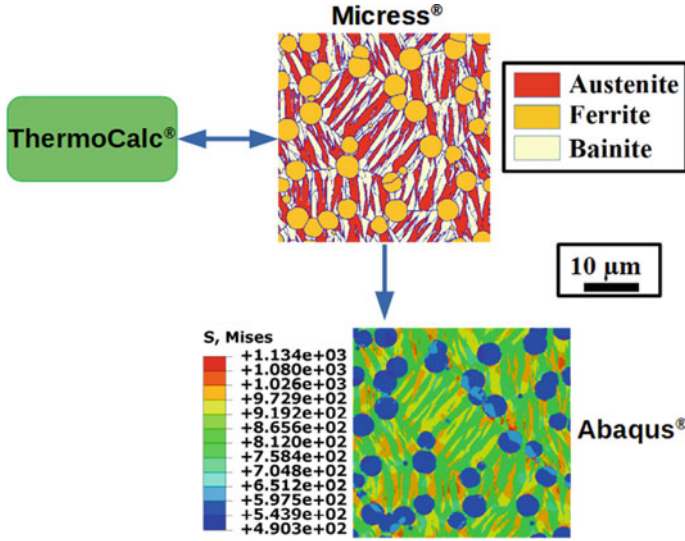 Micress®
ThermoCalc®
Austenite
Ferrite
Bainite
10 µm
S, Mises
+1.134e+03
+1.080e+03
+1.026e+03
+9.729e+02
+9.192e+02
+8.656e+02
+8.120e+02
+7.584e+02
+7.048e+02
+6.512e+02
+5.975e+02
+5.439e+02
+4.903e+02
Abaqus®